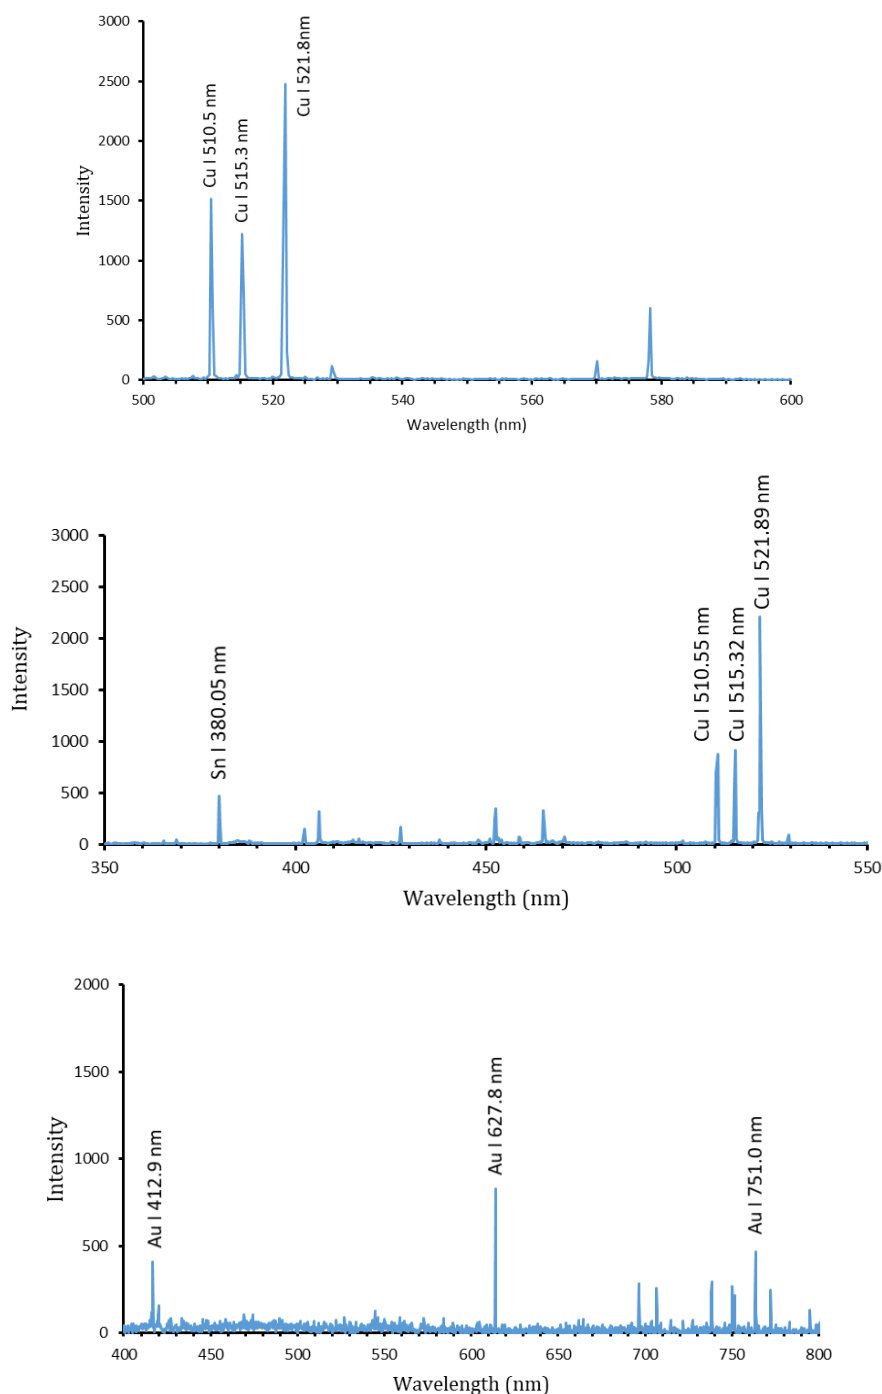 3000
2500
2000
1500
1000
500
0
Intensity
Cu I 510.5 nm
Cu I 515.3 nm
Cu I 521.8nm
500 520 540 560 580 600
Wavelength (nm)
3000
2500
2000
1500
1000
500
0
Intensity
Sn I 380.05 nm
Cu I 510.55 nm
Cu I 515.32 nm
Cu I 521.89 nm
350 400 450 500 550
Wavelength (nm)
2000
1500
1000
500
0
Intensity
Au I 412.9 nm
Au I 627.8 nm
Au I 751.0 nm
400 450 500 550 600 650 700 750 800
Wavelength (nm)